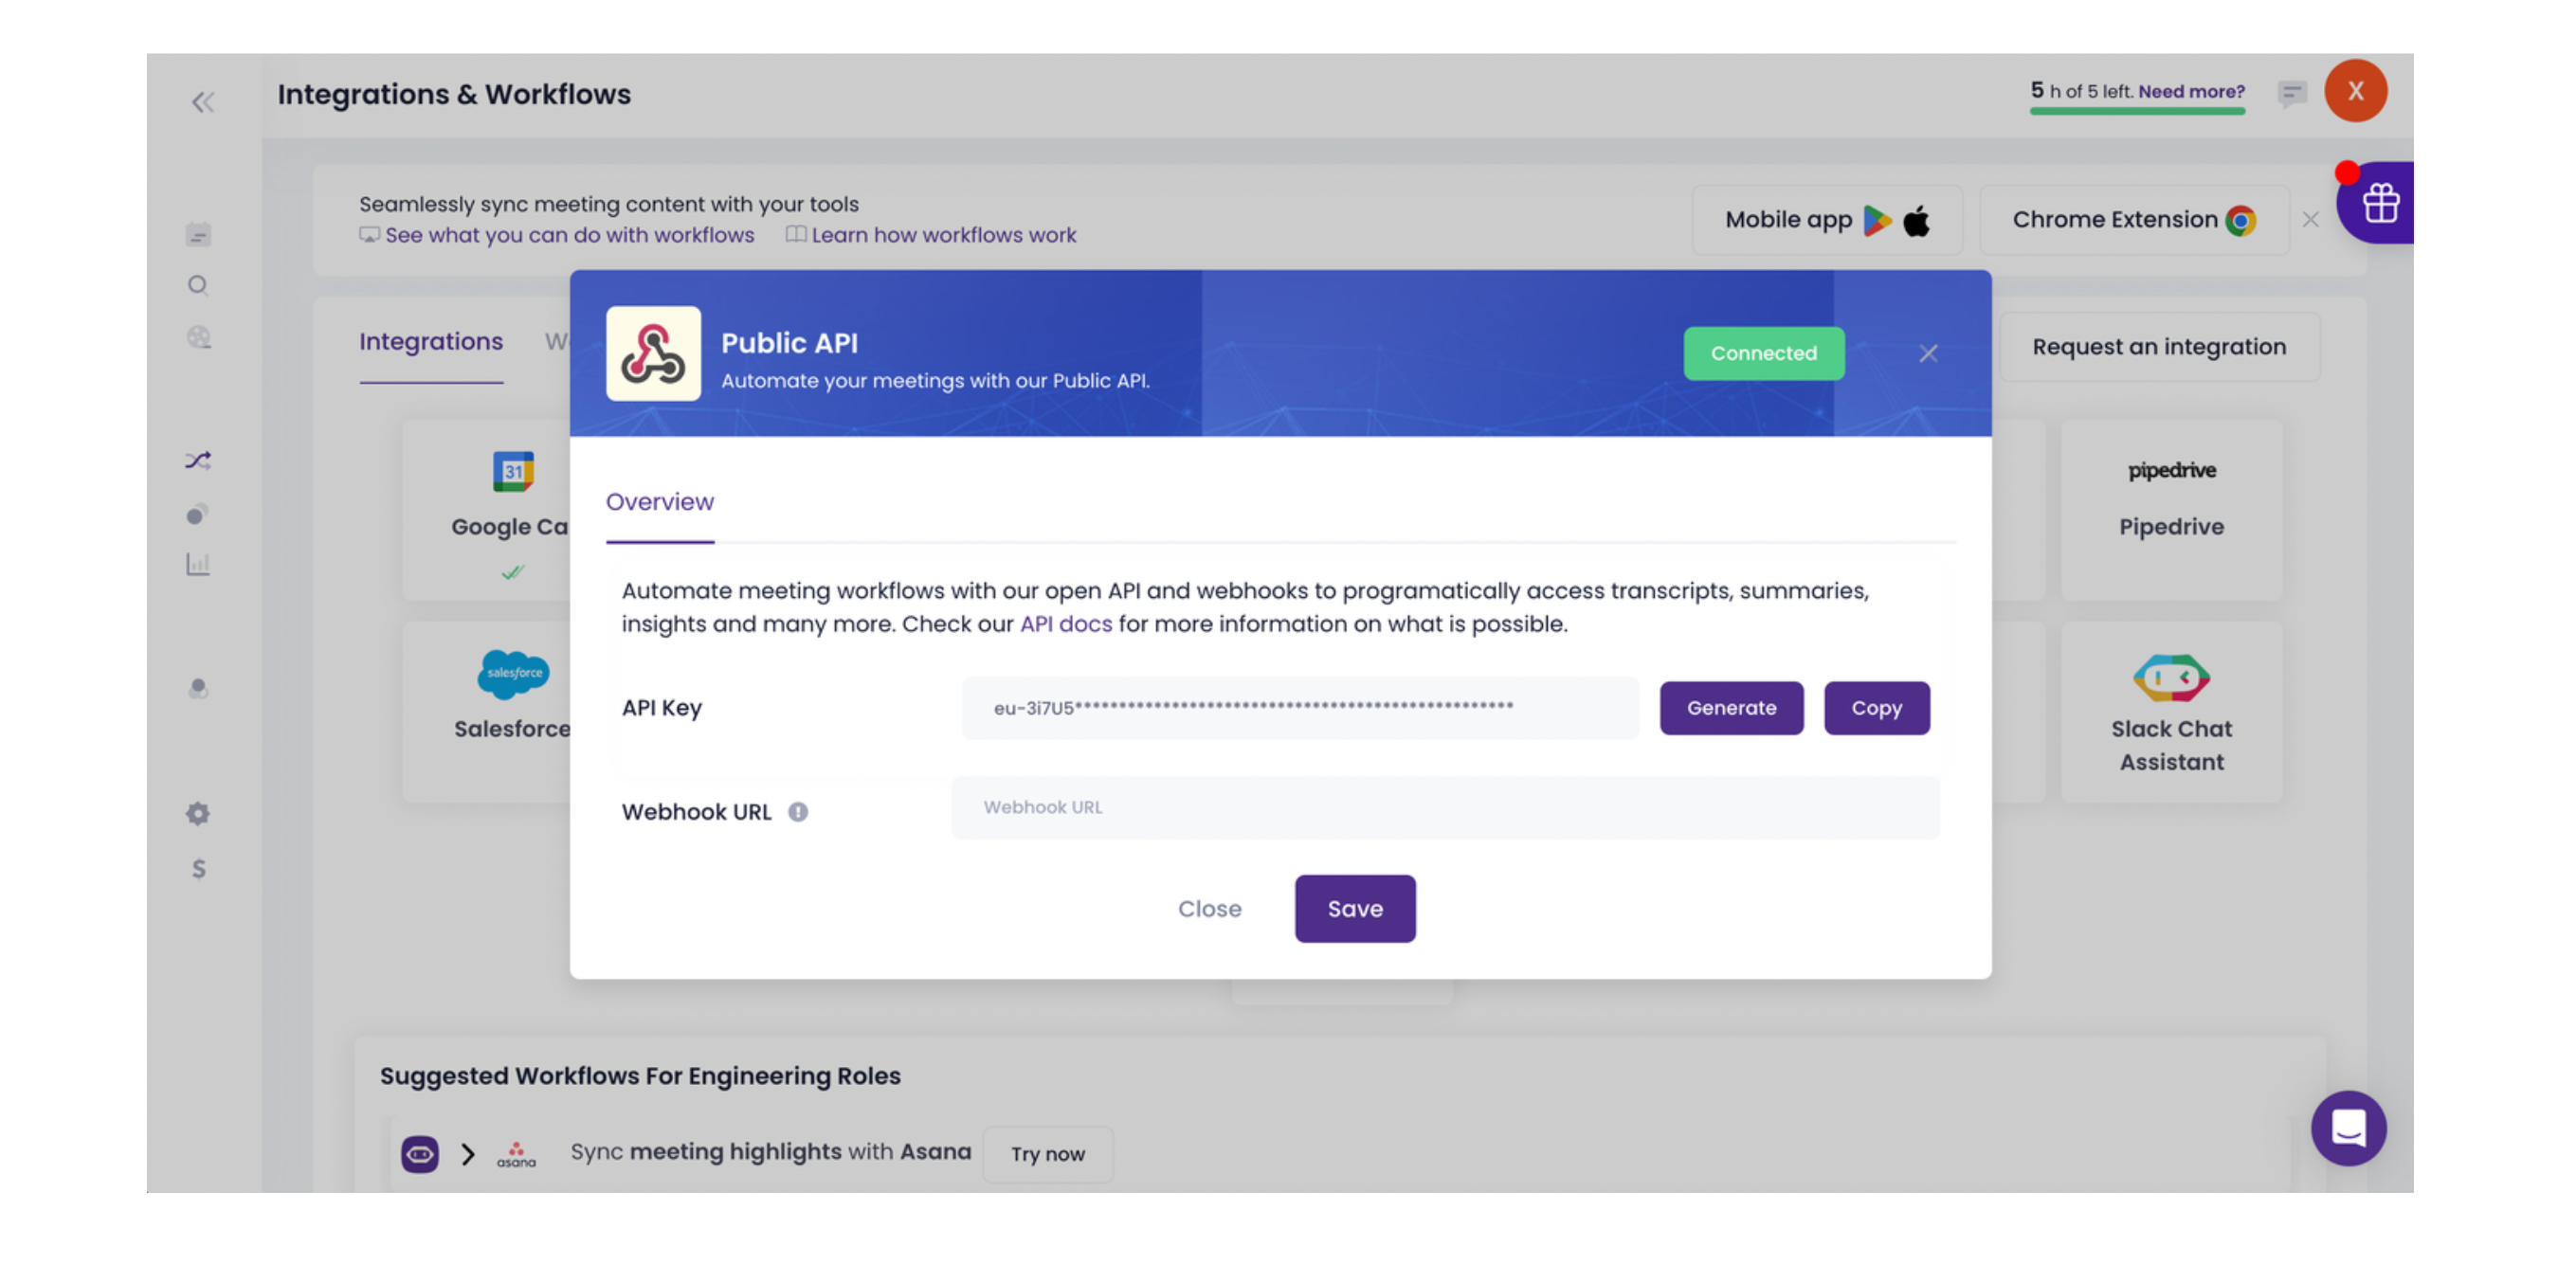 Integrations & Workflows
5 h of 5 left. Need more?
X
Seamlessly sync meeting content with your tools
See what you can do with workflows
Learn how workflows work
Mobile app
Chrome Extension
Integrations
W
Request an integration
Public API
Automate your meetings with our Public API.
Connected
Overview
Automate meeting workflows with our open API and webhooks to programatically access transcripts, summaries,
insights and many more. Check our API docs for more information on what is possible.
API Key
eu-3i7U5**************************************************
Generate
Copy
Webhook URL
Webhook URL
Close
Save
31
Google Ca
salesforce
Salesforce
pipedrive
Pipedrive
Slack Chat
Assistant
Suggested Workflows For Engineering Roles
asana
Sync meeting highlights with Asana
Try now